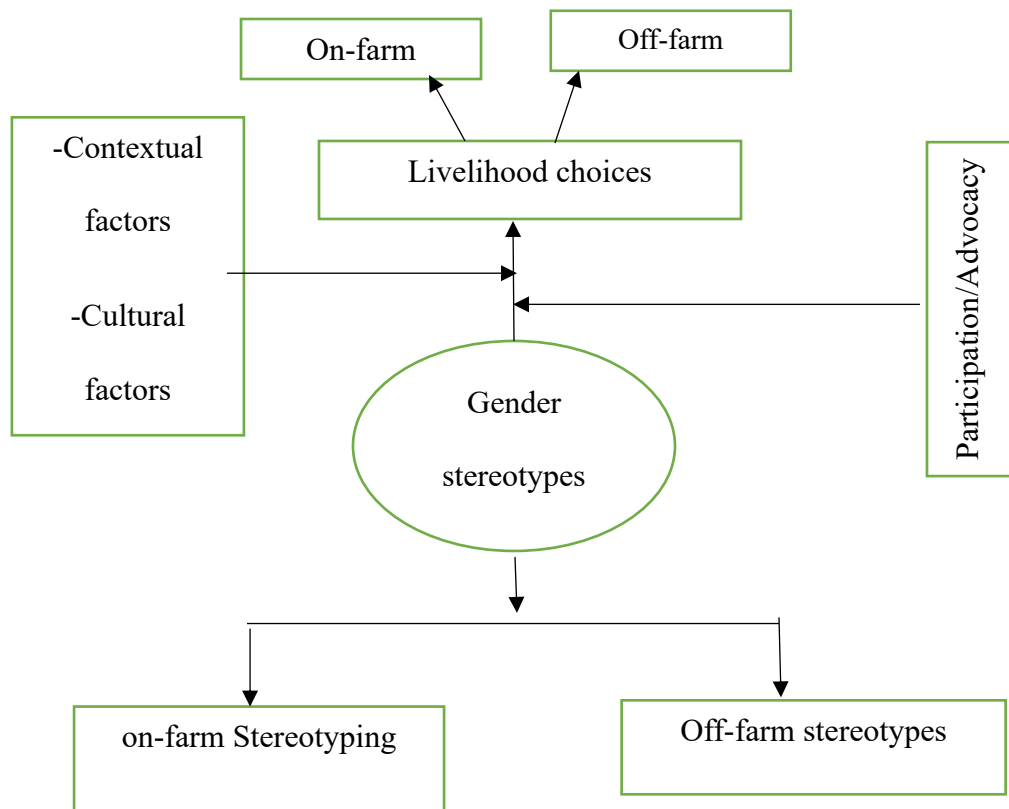 On-farm
Off-farm
-Contextual
factors
-Cultural
factors
Livelihood choices
Participation/Advocacy
Gender
stereotypes
on-farm Stereotyping
Off-farm stereotypes